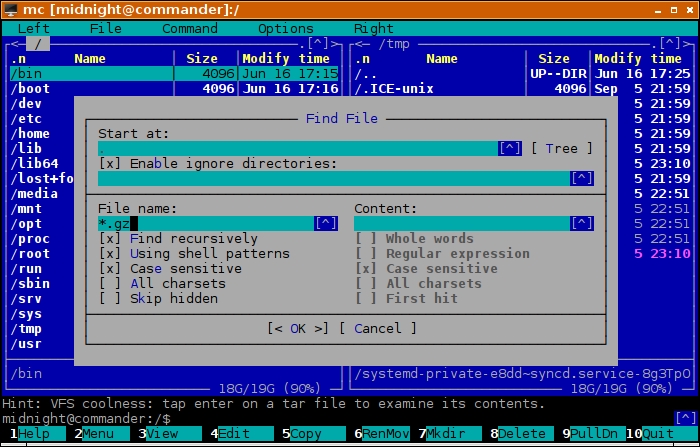 mc [midnight@commander]:/
Left File Command Options Right
<─ / .[^]>
<─ /tmp .[^]>
.n Name Size Modify time
.n Name Size Modify time
/bin 4096 Jun 16 17:15
/.. UP--DIR Jun 16 17:25
/boot 4096 Jun 16 17:16
/.ICE-unix 4096 Sep 5 21:59
/dev 5 21:59
/etc 5 21:59
/home 5 21:59
/lib 5 21:59
/lib64 5 23:10
/lost+fo 5 21:59
/media 5 22:51
/mnt 5 22:51
/opt 5 22:51
/proc 5 22:51
/root 5 23:10
/run
/sbin
/srv
/sys
/tmp
/usr
Find File
Start at:
. [^] [ Tree ]
[x] Enable ignore directories:
[^]
File name: Content:
*.gz [^] [^]
[x] Find recursively [ ] Whole words
[x] Using shell patterns [ ] Regular expression
[x] Case sensitive [x] Case sensitive
[ ] All charsets [ ] All charsets
[ ] Skip hidden [ ] First hit
[< OK >] [ Cancel ]
/bin
/systemd-private-e8dd~syncd.service-8g3TpO
18G/19G (90%)
18G/19G (90%)
Hint: VFS coolness: tap enter on a tar file to examine its contents.
midnight@commander:/$ [^]
1Help 2Menu 3View 4Edit 5Copy 6RenMov 7Mkdir 8Delete 9PullDn 10Quit